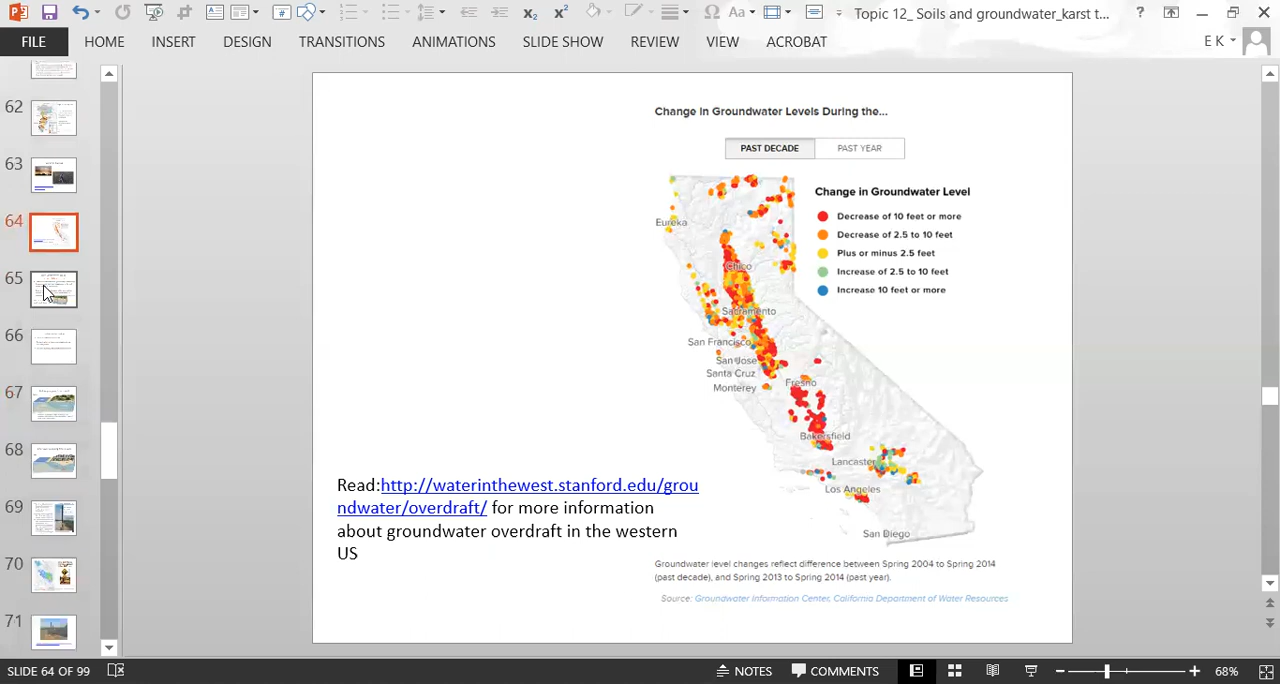 Topic 12_ Soils and groundwater_karst t...
FILE
HOME
INSERT
DESIGN
TRANSITIONS
ANIMATIONS
SLIDE SHOW
REVIEW
VIEW
ACROBAT
E K
62
63
64
65
66
67
68
69
70
71
Change in Groundwater Levels During the...
PAST DECADE
PAST YEAR
Change in Groundwater Level
Decrease of 10 feet or more
Decrease of 2.5 to 10 feet
Plus or minus 2.5 feet
Increase of 2.5 to 10 feet
Increase 10 feet or more
Eureka
Chico
Sacramento
San Francisco
San Jose
Santa Cruz
Monterey
Fresno
Bakersfield
Lancaster
Los Angeles
San Diego
Read:http://waterinthewest.stanford.edu/grou
ndwater/overdraft/ for more information
about groundwater overdraft in the western
US
Groundwater level changes reflect difference between Spring 2004 to Spring 2014
(past decade), and Spring 2013 to Spring 2014 (past year).
Source: Groundwater Information Center, California Department of Water Resources
SLIDE 64 OF 99
NOTES
COMMENTS
68%